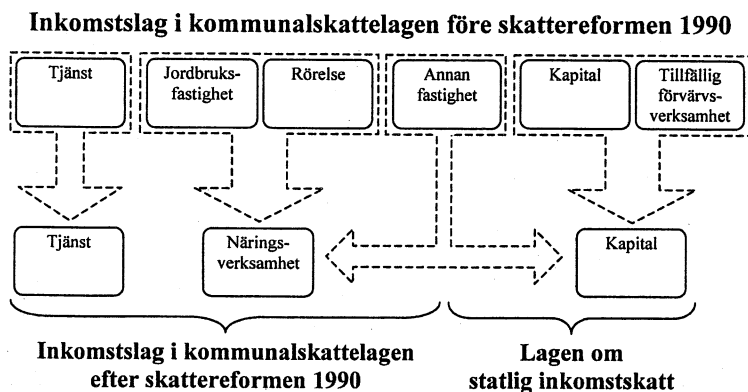 Inkomstslag i kommunalskattelagen före skattereformen 1990
Tjänst
Jordbruks-
fastighet
Rörelse
Annan
fastighet
Kapital
Tillfällig
förvärvs-
verksamhet
Tjänst
Närings-
verksamhet
Kapital
Inkomstslag i kommunalskattelagen
efter skattereformen 1990
Lagen om
statlig inkomstskatt